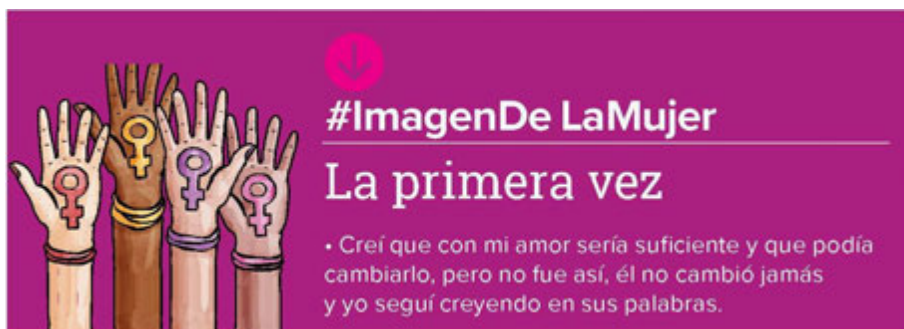 #ImagenDe LaMujer
La primera vez
• Creí que con mi amor sería suficiente y que podía
cambiarlo, pero no fue así, él no cambió jamás
y yo seguí creyendo en sus palabras.